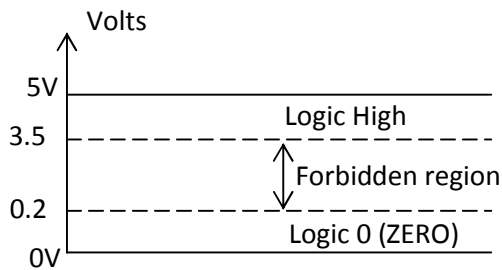 Volts
5V
Logic High
3.5
Forbidden region
0.2
Logic 0 (ZERO)
0V